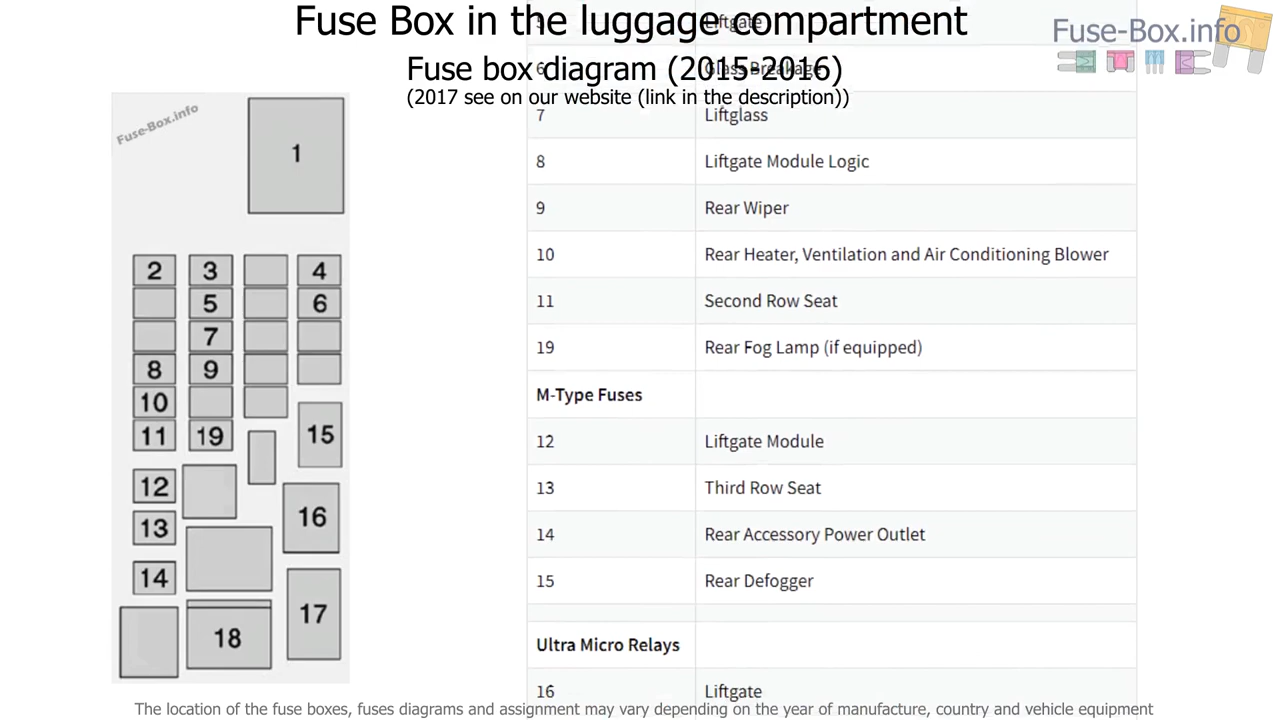 Fuse Box in the luggage compartment
Fuse box diagram (2015-2016)
(2017 see on our website (link in the description))
Fuse-Box.info
Fuse-Box.info
1
2 3 4
5 6
7
8 9
10
11 19 15
12
13 16
14
18 17
5 Liftgate
6 Glass Breakage
7 Liftglass
8 Liftgate Module Logic
9 Rear Wiper
10 Rear Heater, Ventilation and Air Conditioning Blower
11 Second Row Seat
19 Rear Fog Lamp (if equipped)
M-Type Fuses
12 Liftgate Module
13 Third Row Seat
14 Rear Accessory Power Outlet
15 Rear Defogger
Ultra Micro Relays
16 Liftgate
The location of the fuse boxes, fuses diagrams and assignment may vary depending on the year of manufacture, country and vehicle equipment